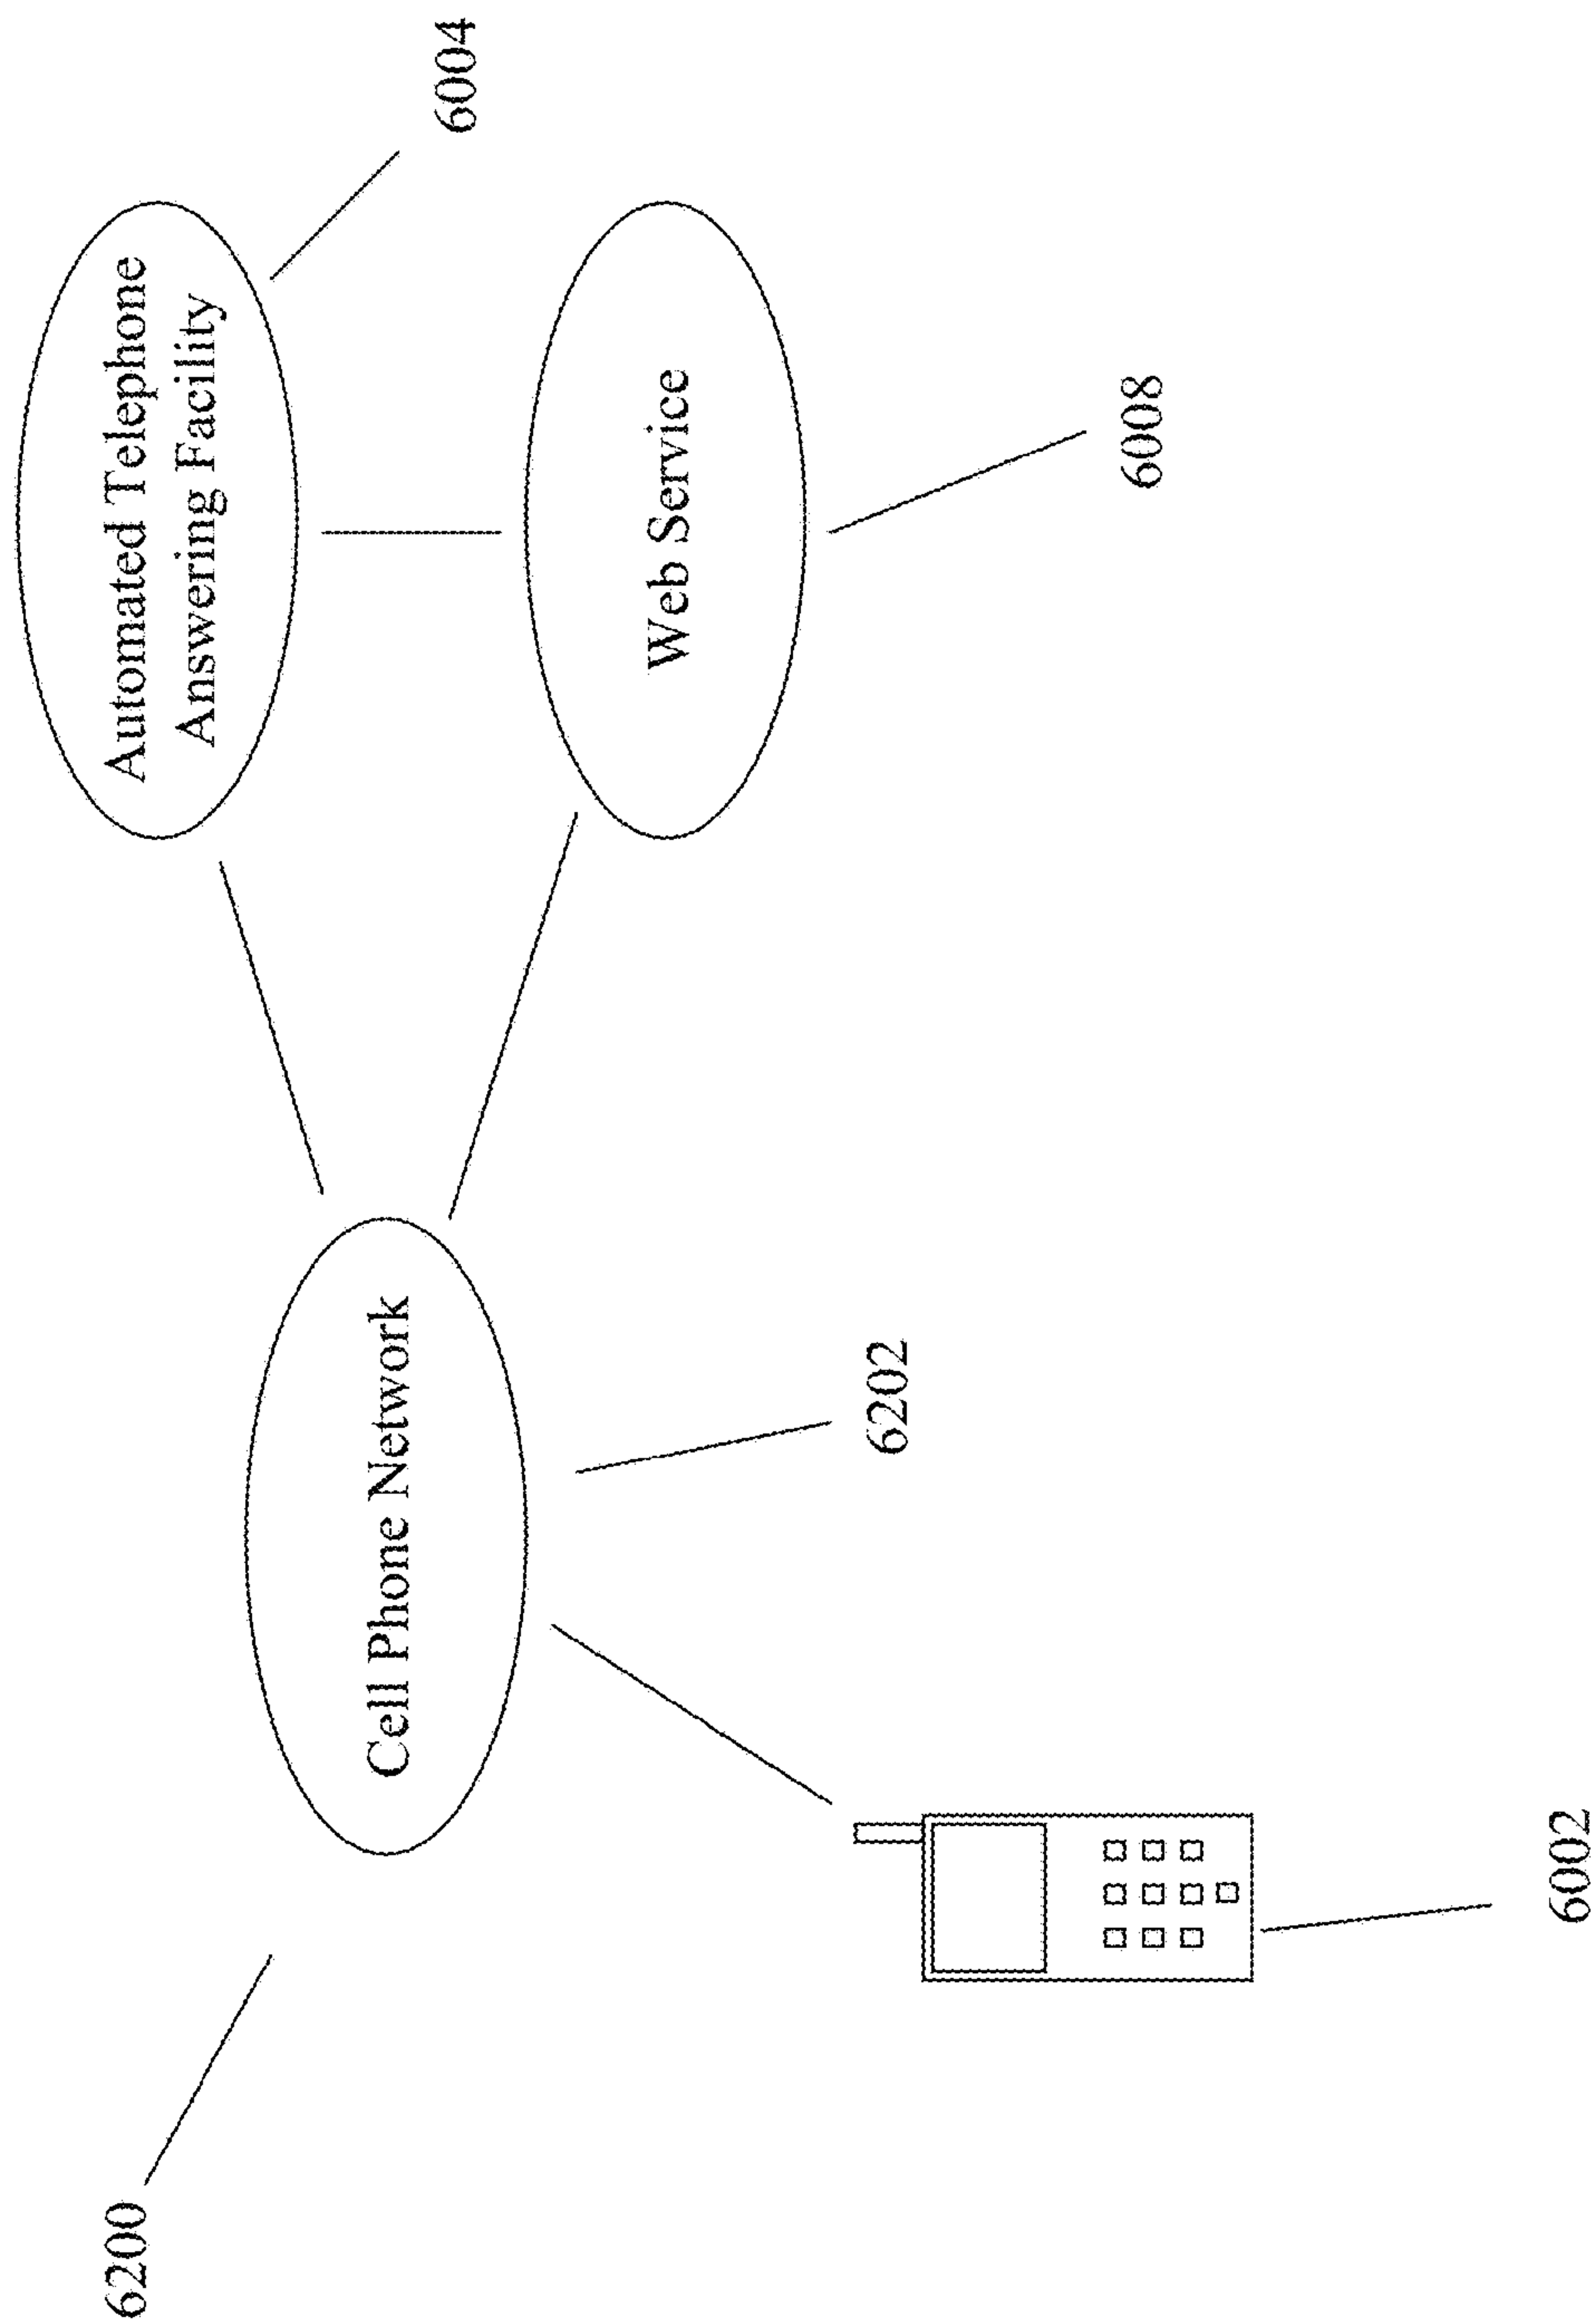 6200
Cell Phone Network
6202
6002
Automated Telephone
Answering Facility
6004
Web Service
6008